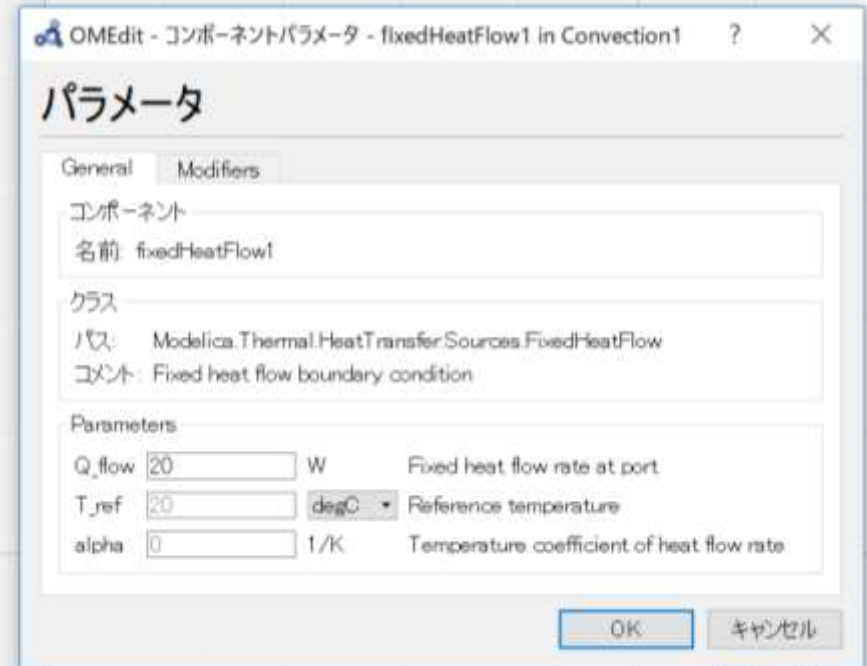 OMEdit - コンポーネントパラメータ - fixedHeatFlow1 in Convection1 ? ×
パラメータ
General Modifiers
コンポーネント
名前: fixedHeatFlow1
クラス
パス: Modelica.Thermal.HeatTransfer.Sources.FixedHeatFlow
コメント: Fixed heat flow boundary condition
Parameters
Q_flow 20 W Fixed heat flow rate at port
T_ref 20 degC Reference temperature
alpha 0 1/K Temperature coefficient of heat flow rate
OK キャンセル